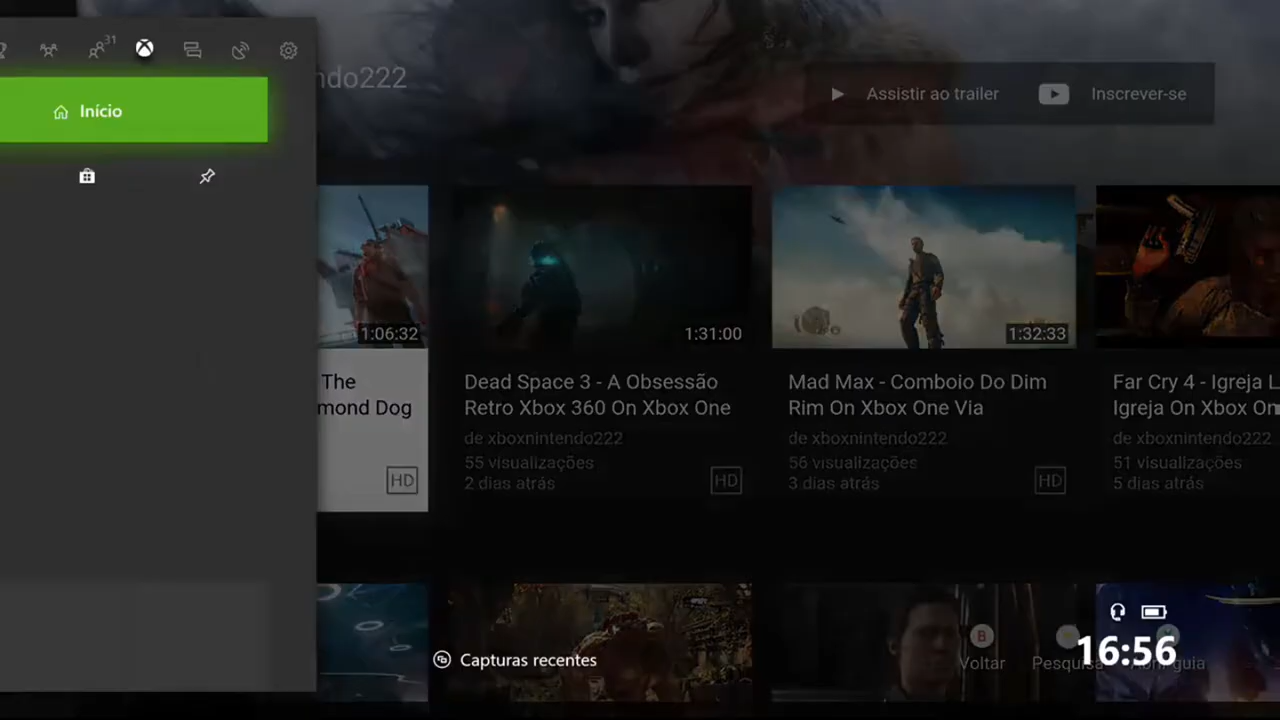 31
Início
ndo222
Assistir ao trailer
Inscrever-se
1:06:32
The
mond Dog
HD
1:31:00
Dead Space 3 - A Obsessão
Retro Xbox 360 On Xbox One
de xboxnintendo222
55 visualizações
2 dias atrás
HD
1:32:33
Mad Max - Comboio Do Dim
Rim On Xbox One Via
de xboxnintendo222
56 visualizações
3 dias atrás
HD
Far Cry 4 - Igreja L
Igreja On Xbox On
de xboxnintendo222
51 visualizações
5 dias atrás
Capturas recentes
B
Voltar
Pesquisa
Abrir guia
16:56